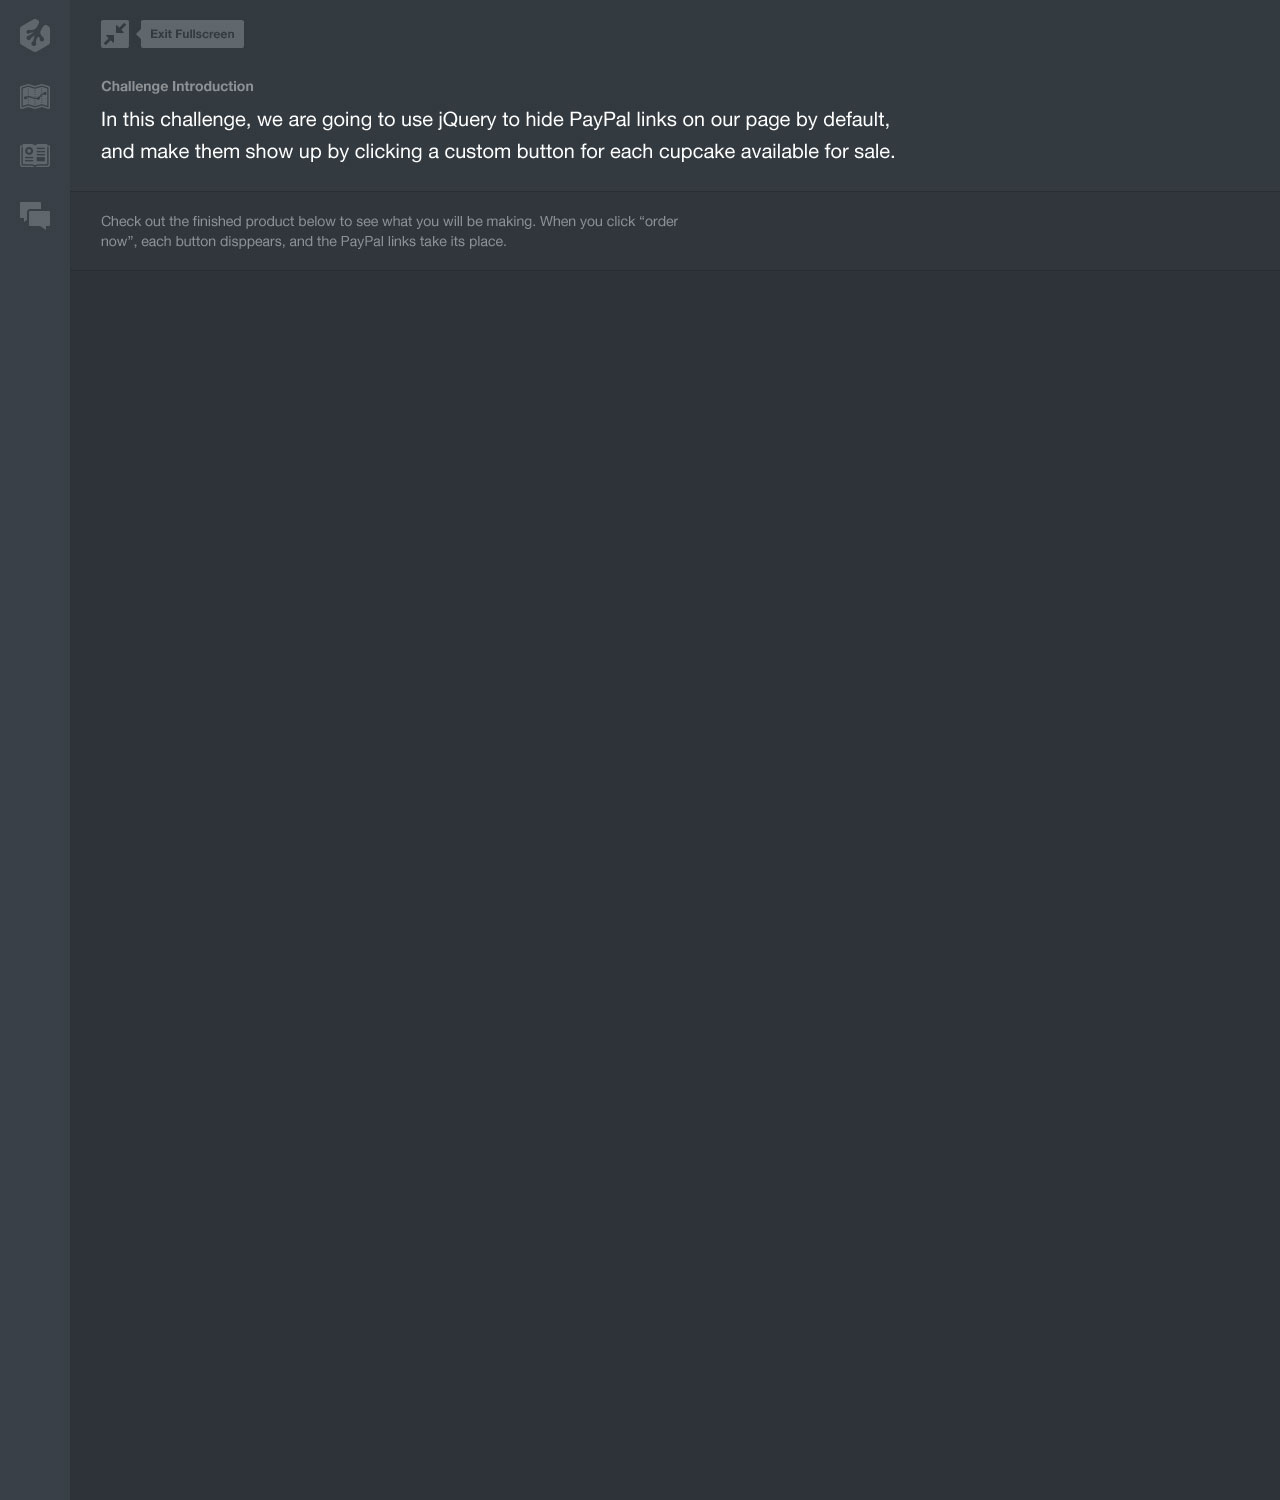 Exit Fullscreen
Challenge Introduction
In this challenge, we are going to use jQuery to hide PayPal links on our page by default,
and make them show up by clicking a custom button for each cupcake available for sale.
Check out the finished product below to see what you will be making. When you click “order
now”, each button disppears, and the PayPal links take its place.